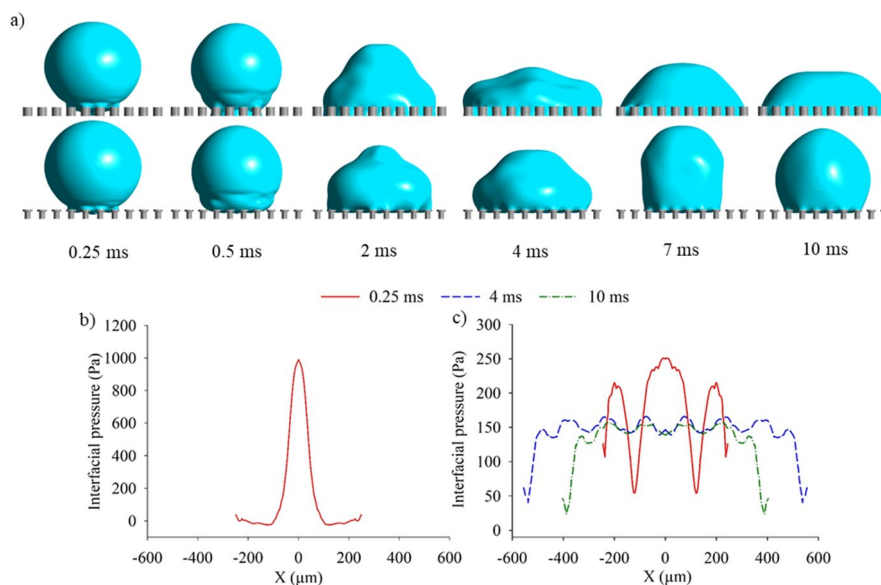 a)
0.25 ms 0.5 ms 2 ms 4 ms 7 ms 10 ms
0.25 ms 4 ms 10 ms
b)
1200
1000
800
600
400
200
0
Interfacial pressure (Pa)
-600 -400 -200 0 200 400 600
X (µm)
c)
300
250
200
150
100
50
0
Interfacial pressure (Pa)
-600 -400 -200 0 200 400 600
X (µm)